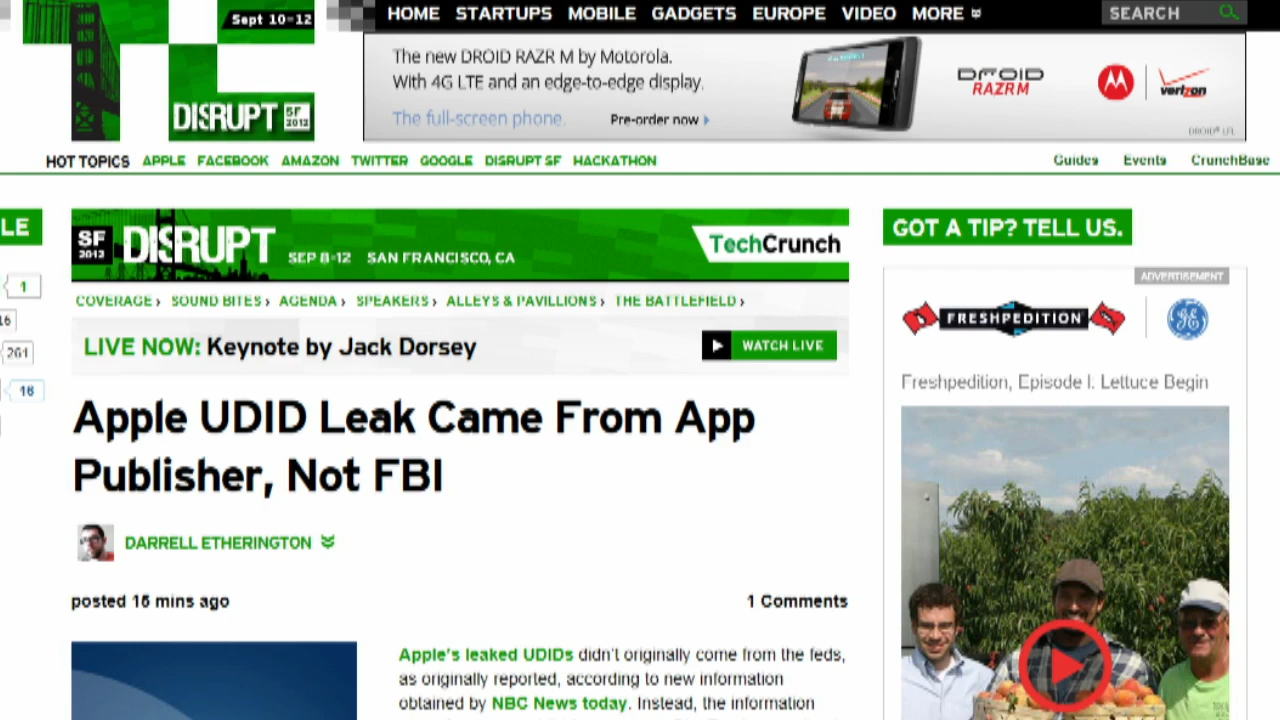 Sept 10-12
HOME STARTUPS MOBILE GADGETS EUROPE VIDEO MORE
SEARCH
The new DROID RAZR M by Motorola.
With 4G LTE and an edge-to-edge display.
The full-screen phone. Pre-order now
DROID
RAZR M
verizon
DISRUPT SF 2012
HOT TOPICS APPLE FACEBOOK AMAZON TWITTER GOOGLE DISRUPT SF HACKATHON
Guides Events CrunchBase
LE
SF 2012 DISRUPT SEP 8-12 SAN FRANCISCO, CA
TechCrunch
GOT A TIP? TELL US.
ADVERTISEMENT
1
16
261
16
COVERAGE › SOUND BITES › AGENDA › SPEAKERS › ALLEYS & PAVILLIONS › THE BATTLEFIELD ›
FRESHPEDITION
GE
LIVE NOW: Keynote by Jack Dorsey
WATCH LIVE
Freshpedition, Episode I. Lettuce Begin
Apple UDID Leak Came From App
Publisher, Not FBI
DARRELL ETHERINGTON
posted 16 mins ago
1 Comments
Apple's leaked UDIDs didn't originally come from the feds,
as originally reported, according to new information
obtained by NBC News today. Instead, the information